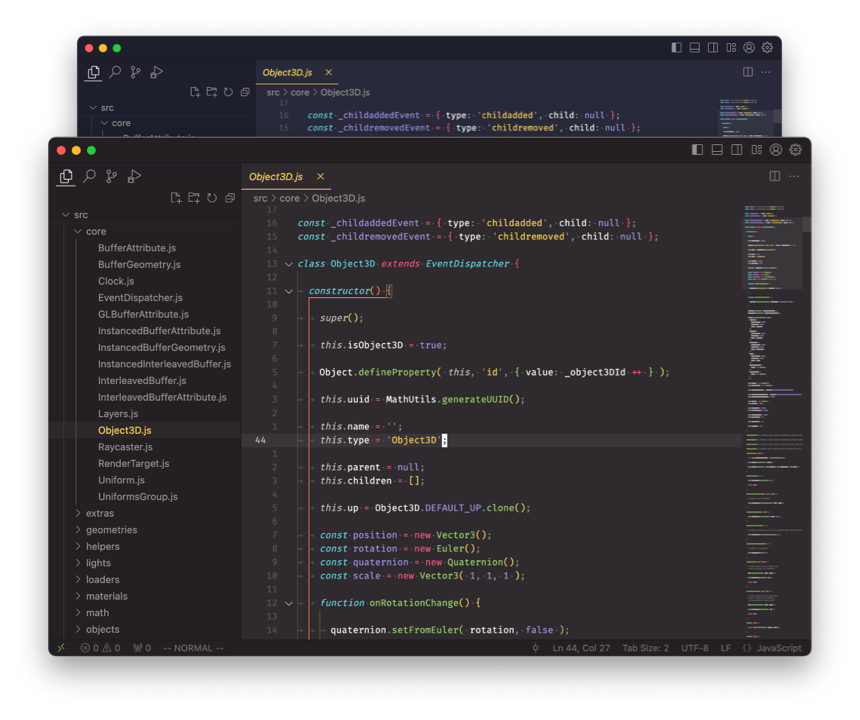 Object3D.js ×
src > core > Object3D.js
src
core
17
16 const _childaddedEvent = { type: 'childadded', child: null };
15 const _childremovedEvent = { type: 'childremoved', child: null };
Object3D.js ×
src > core > Object3D.js
src
core
BufferAttribute.js
BufferGeometry.js
Clock.js
EventDispatcher.js
GLBufferAttribute.js
InstancedBufferAttribute.js
InstancedBufferGeometry.js
InstancedInterleavedBuffer.js
InterleavedBuffer.js
InterleavedBufferAttribute.js
Layers.js
Object3D.js
Raycaster.js
RenderTarget.js
Uniform.js
UniformsGroup.js
extras
geometries
helpers
lights
loaders
materials
math
objects
17
16 const _childaddedEvent = { type: 'childadded', child: null };
15 const _childremovedEvent = { type: 'childremoved', child: null };
14
13 class Object3D extends EventDispatcher {
12
11 constructor() {
10
9 super();
8
7 this.isObject3D = true;
6
5 Object.defineProperty( this, 'id', { value: _object3DId ++ } );
4
3 this.uuid = MathUtils.generateUUID();
2
1 this.name = '';
44 this.type = 'Object3D';
1
2 this.parent = null;
3 this.children = [];
4
5 this.up = Object3D.DEFAULT_UP.clone();
6
7 const position = new Vector3();
8 const rotation = new Euler();
9 const quaternion = new Quaternion();
10 const scale = new Vector3( 1, 1, 1 );
11
12 function onRotationChange() {
13
14 quaternion.setFromEuler( rotation, false );
0 0 0 -- NORMAL -- Ln 44, Col 27 Tab Size: 2 UTF-8 LF {} JavaScript